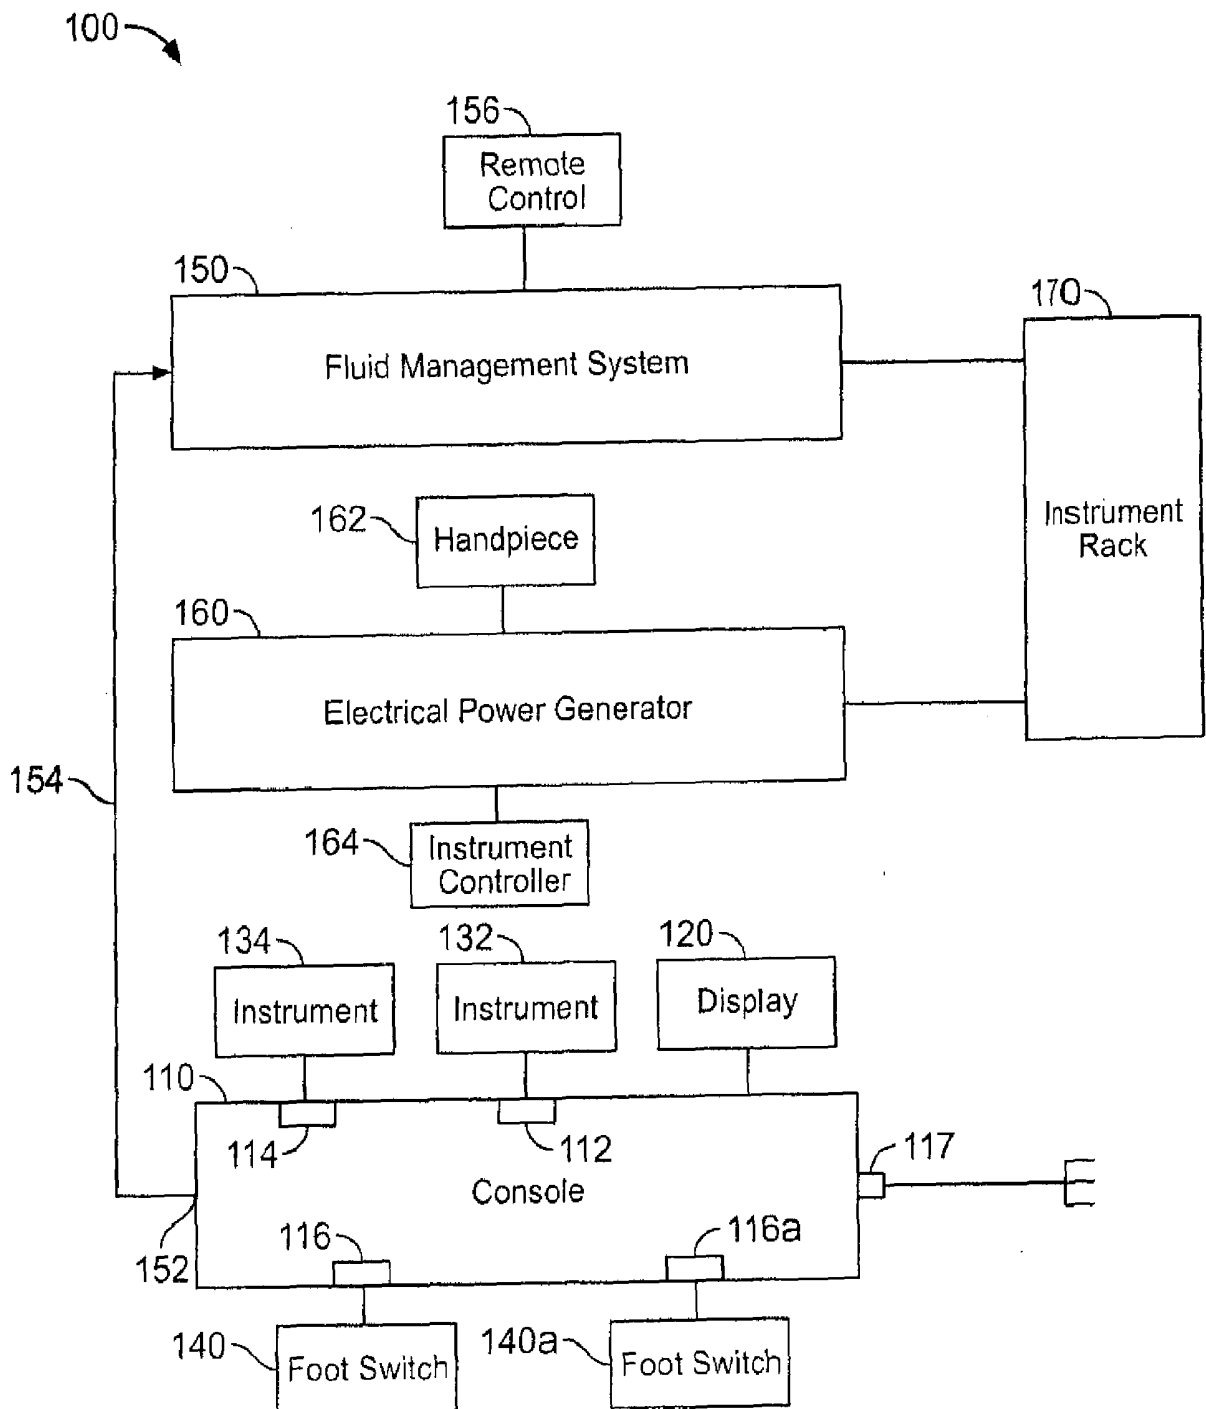 100
156
Remote
Control
150
170
Fluid Management System
162
Handpiece
Instrument
Rack
160
Electrical Power Generator
154
164
Instrument
Controller
134
132
120
Instrument
Instrument
Display
110
114
112
117
Console
152
116
116a
140
Foot Switch
140a
Foot Switch